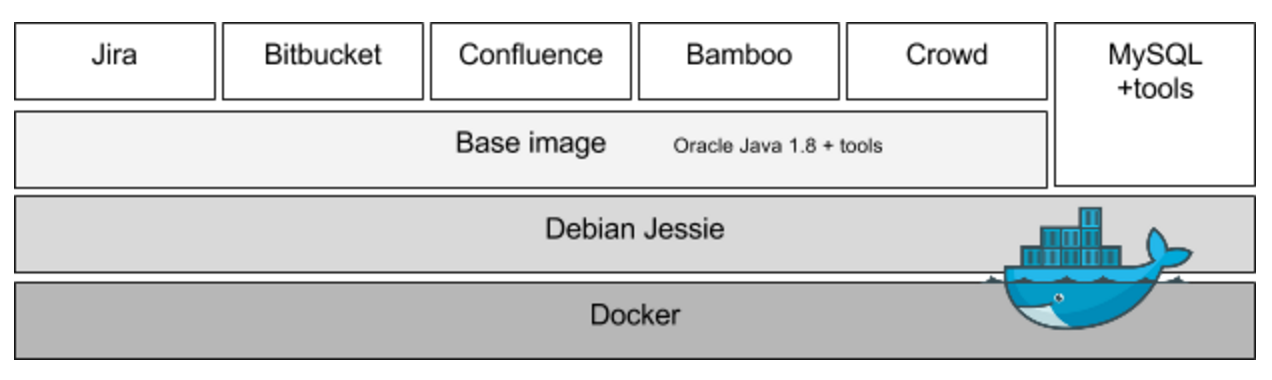 Jira
Bitbucket
Confluence
Bamboo
Crowd
MySQL
+tools
Base image
Oracle Java 1.8 + tools
Debian Jessie
Docker